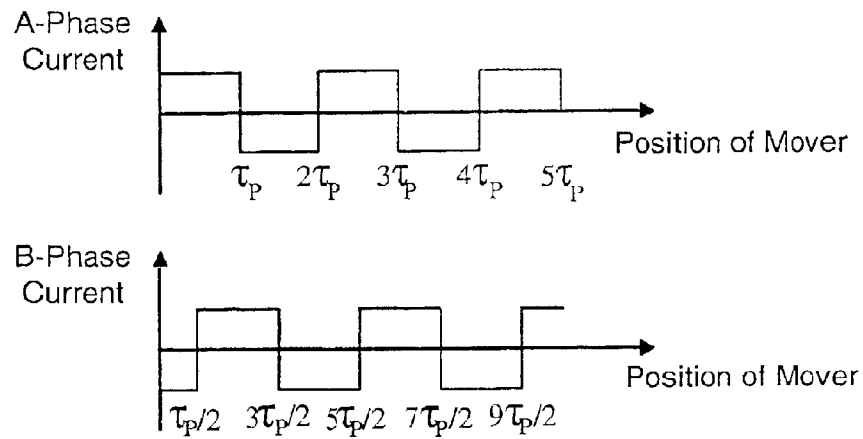 A-Phase
Current
Position of Mover
τP 2τP 3τP 4τP 5τP
B-Phase
Current
Position of Mover
τP/2 3τP/2 5τP/2 7τP/2 9τP/2